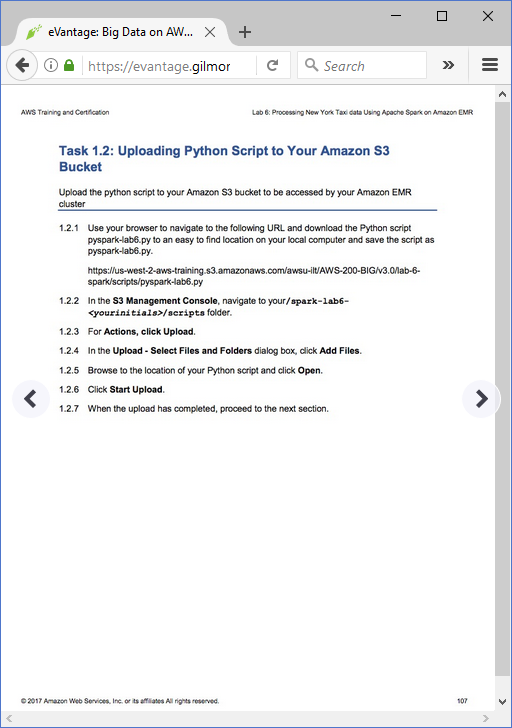 eVantage: Big Data on AW...
https://evantage.gilmor
Search
AWS Training and Certification
Lab 6: Processing New York Taxi data Using Apache Spark on Amazon EMR
Task 1.2: Uploading Python Script to Your Amazon S3
Bucket
Upload the python script to your Amazon S3 bucket to be accessed by your Amazon EMR
cluster
1.2.1 Use your browser to navigate to the following URL and download the Python script
pyspark-lab6.py to an easy to find location on your local computer and save the script as
pyspark-lab6.py.
https://us-west-2-aws-training.s3.amazonaws.com/awsu-ilt/AWS-200-BIG/v3.0/lab-6-
spark/scripts/pyspark-lab6.py
1.2.2 In the S3 Management Console, navigate to your/spark-lab6-
<yourinitials>/scripts folder.
1.2.3 For Actions, click Upload.
1.2.4 In the Upload - Select Files and Folders dialog box, click Add Files.
1.2.5 Browse to the location of your Python script and click Open.
1.2.6 Click Start Upload.
1.2.7 When the upload has completed, proceed to the next section.
© 2017 Amazon Web Services, Inc. or its affiliates All rights reserved.
107